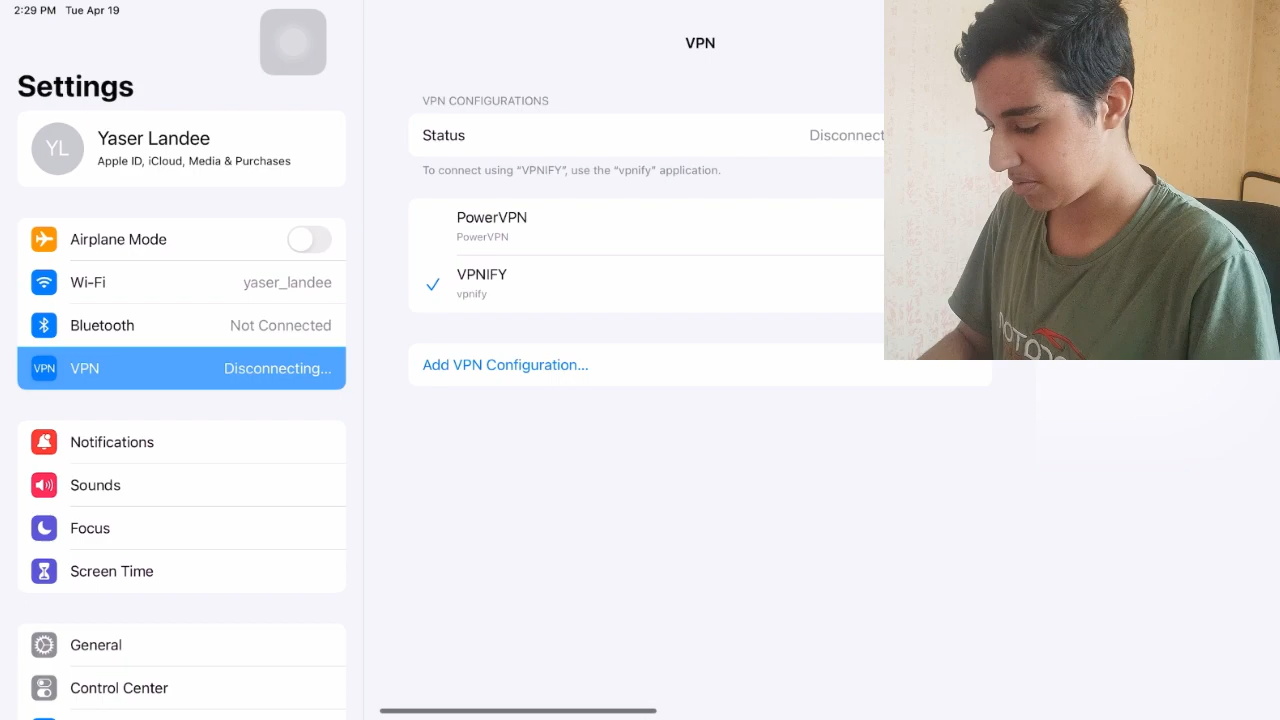 2:29 PM Tue Apr 19
Settings
YL
Yaser Landee
Apple ID, iCloud, Media & Purchases
Airplane Mode
Wi-Fi
yaser_landee
Bluetooth
Not Connected
VPN
VPN
Disconnecting...
Notifications
Sounds
Focus
Screen Time
General
Control Center
VPN
VPN CONFIGURATIONS
Status
Disconnect
To connect using “VPNIFY”, use the “vpnify” application.
PowerVPN
PowerVPN
VPNIFY
vpnify
Add VPN Configuration...